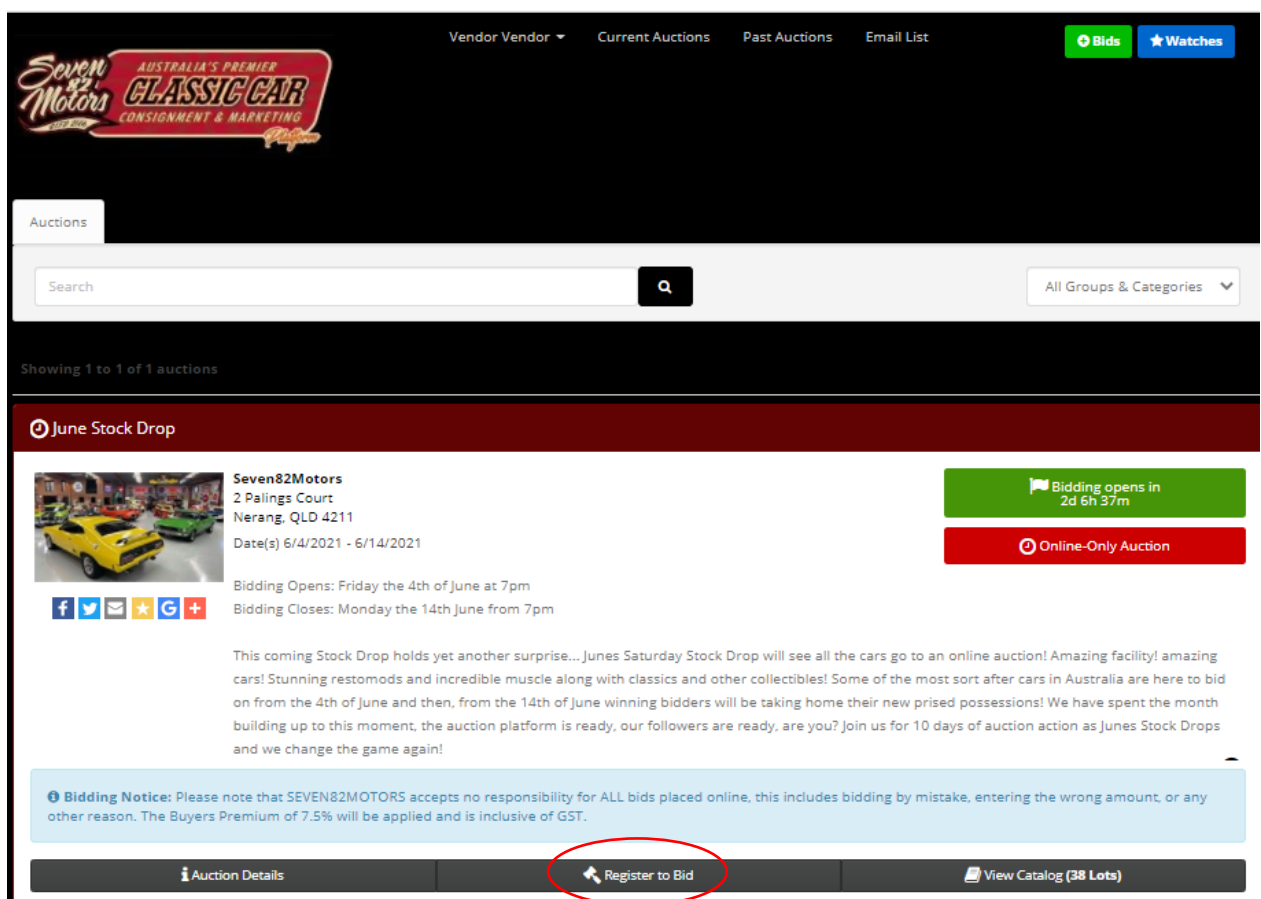 Vendor Vendor Current Auctions Past Auctions Email List Bids Watches
Seven
82
Motors
ESTD 2016
AUSTRALIA'S PREMIER
CLASSIC CAR
CONSIGNMENT & MARKETING
Platform
Auctions
Search All Groups & Categories
Showing 1 to 1 of 1 auctions
June Stock Drop
Seven82Motors
2 Palings Court
Nerang, QLD 4211
Date(s) 6/4/2021 - 6/14/2021
Bidding opens in
2d 6h 37m
Online-Only Auction
Bidding Opens: Friday the 4th of June at 7pm
Bidding Closes: Monday the 14th June from 7pm
This coming Stock Drop holds yet another surprise... Junes Saturday Stock Drop will see all the cars go to an online auction! Amazing facility! amazing
cars! Stunning restomods and incredible muscle along with classics and other collectibles! Some of the most sort after cars in Australia are here to bid
on from the 4th of June and then, from the 14th of June winning bidders will be taking home their new prised possessions! We have spent the month
building up to this moment, the auction platform is ready, our followers are ready, are you? Join us for 10 days of auction action as Junes Stock Drops
and we change the game again!
Bidding Notice: Please note that SEVEN82MOTORS accepts no responsibility for ALL bids placed online, this includes bidding by mistake, entering the wrong amount, or any
other reason. The Buyers Premium of 7.5% will be applied and is inclusive of GST.
Auction Details Register to Bid View Catalog (38 Lots)